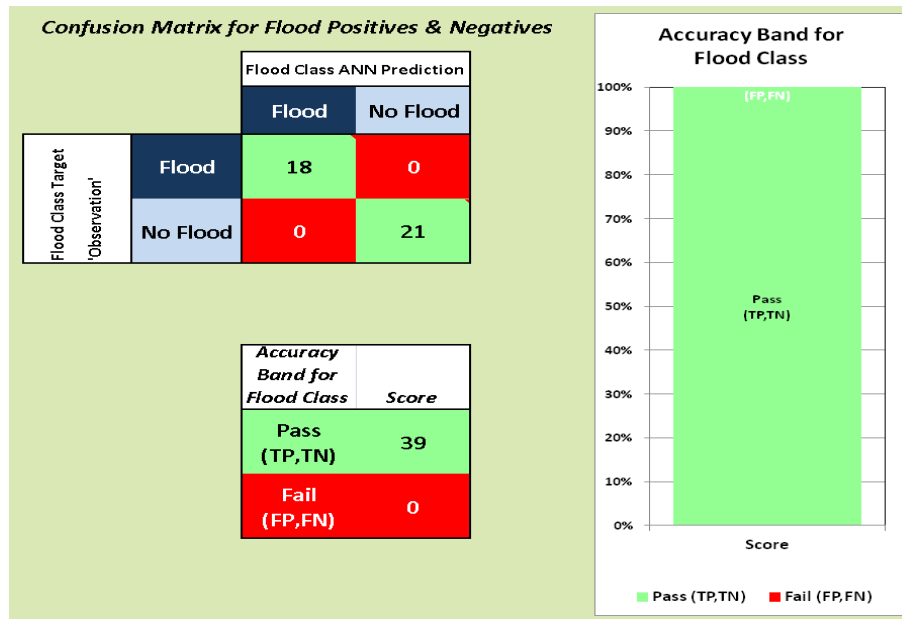 Confusion Matrix for Flood Positives & Negatives
Flood Class ANN Prediction
Flood
No Flood
Flood Class Target
'Observation'
Flood
18
0
No Flood
0
21
Accuracy
Band for
Flood Class
Score
Pass
(TP,TN)
39
Fail
(FP,FN)
0
Accuracy Band for
Flood Class
100%
90%
80%
70%
60%
50%
40%
30%
20%
10%
0%
(FP,FN)
Pass
(TP,TN)
Score
Pass (TP,TN)
Fail (FP,FN)